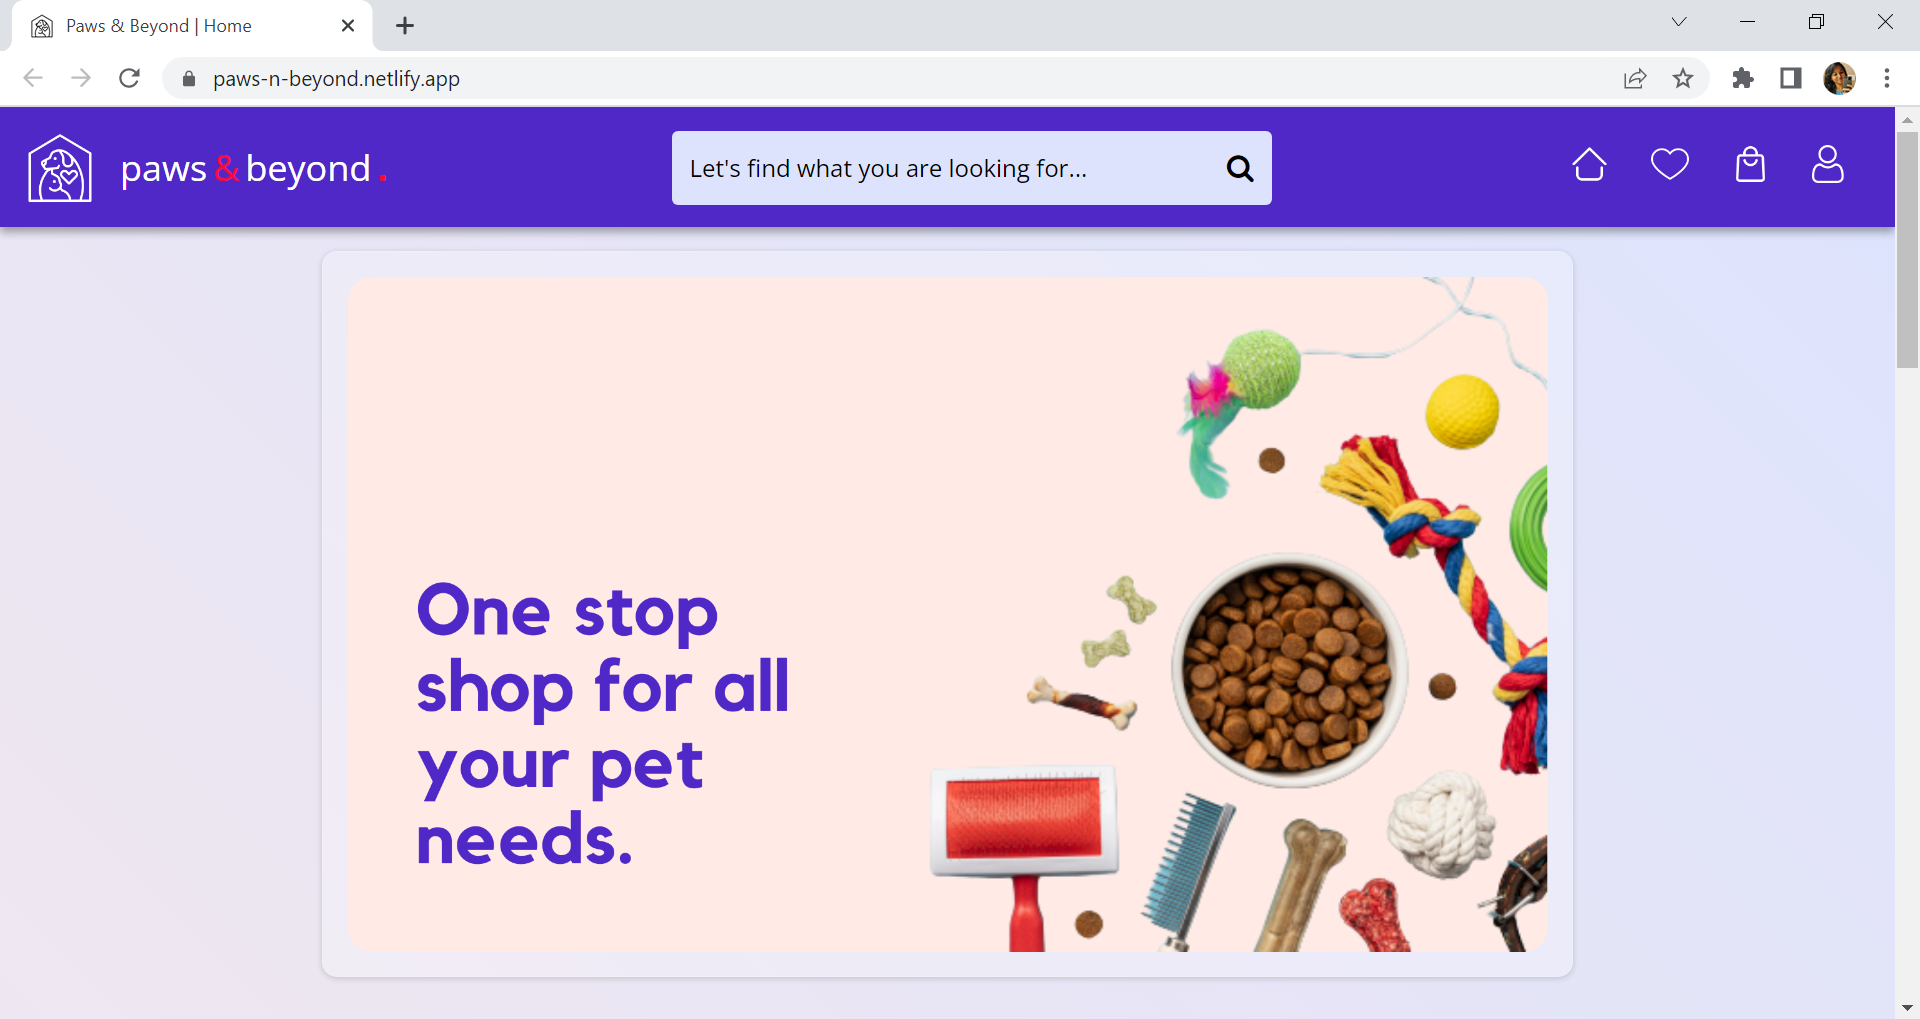 Paws & Beyond | Home
paws-n-beyond.netlify.app
paws & beyond .
Let's find what you are looking for...
One stop
shop for all
your pet
needs.